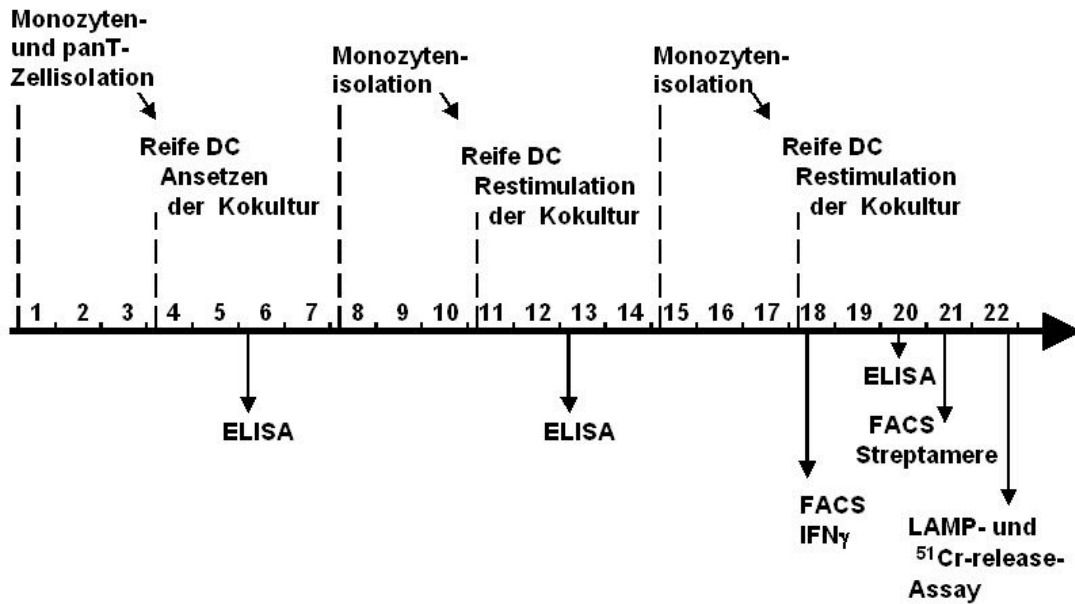 Monozyten-
und panT-
Zellisolation
Monozyten-
isolation
Monozyten-
isolation
Reife DC
Ansetzen
der Kokultur
Reife DC
Restimulation
der Kokultur
Reife DC
Restimulation
der Kokultur
1 2 3 4 5 6 7 8 9 10 11 12 13 14 15 16 17 18 19 20 21 22
ELISA
ELISA
ELISA
FACS
Streptamere
FACS
IFNγ
LAMP- und
⁵¹Cr-release-
Assay